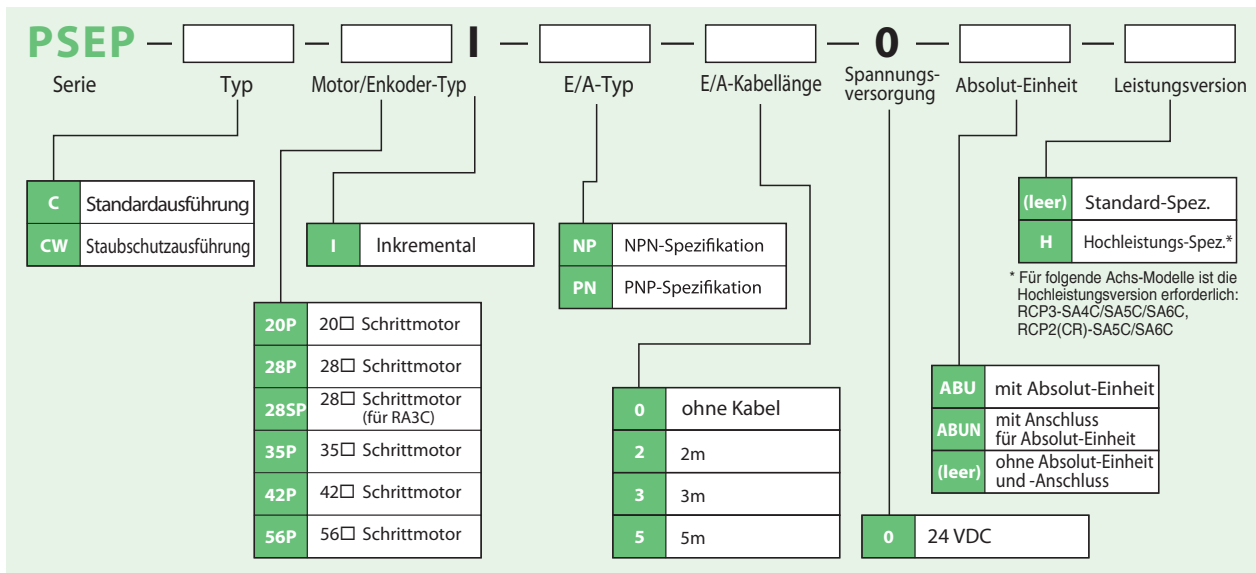 PSEP — — I — — — 0 — —
Serie
Typ
Motor/Enkoder-Typ
E/A-Typ
E/A-Kabellänge
Spannungs-
versorgung
Absolut-Einheit
Leistungsversion
C Standardausführung
CW Staubschutzausführung
I Inkremental
20P 20□ Schrittmotor
28P 28□ Schrittmotor
28SP 28□ Schrittmotor
(für RA3C)
35P 35□ Schrittmotor
42P 42□ Schrittmotor
56P 56□ Schrittmotor
NP NPN-Spezifikation
PN PNP-Spezifikation
0 ohne Kabel
2 2m
3 3m
5 5m
0 24 VDC
ABU mit Absolut-Einheit
ABUN mit Anschluss
für Absolut-Einheit
(leer) ohne Absolut-Einheit
und -Anschluss
(leer) Standard-Spez.
H Hochleistungs-Spez.*
* Für folgende Achs-Modelle ist die
Hochleistungsversion erforderlich:
RCP3-SA4C/SA5C/SA6C,
RCP2(CR)-SA5C/SA6C